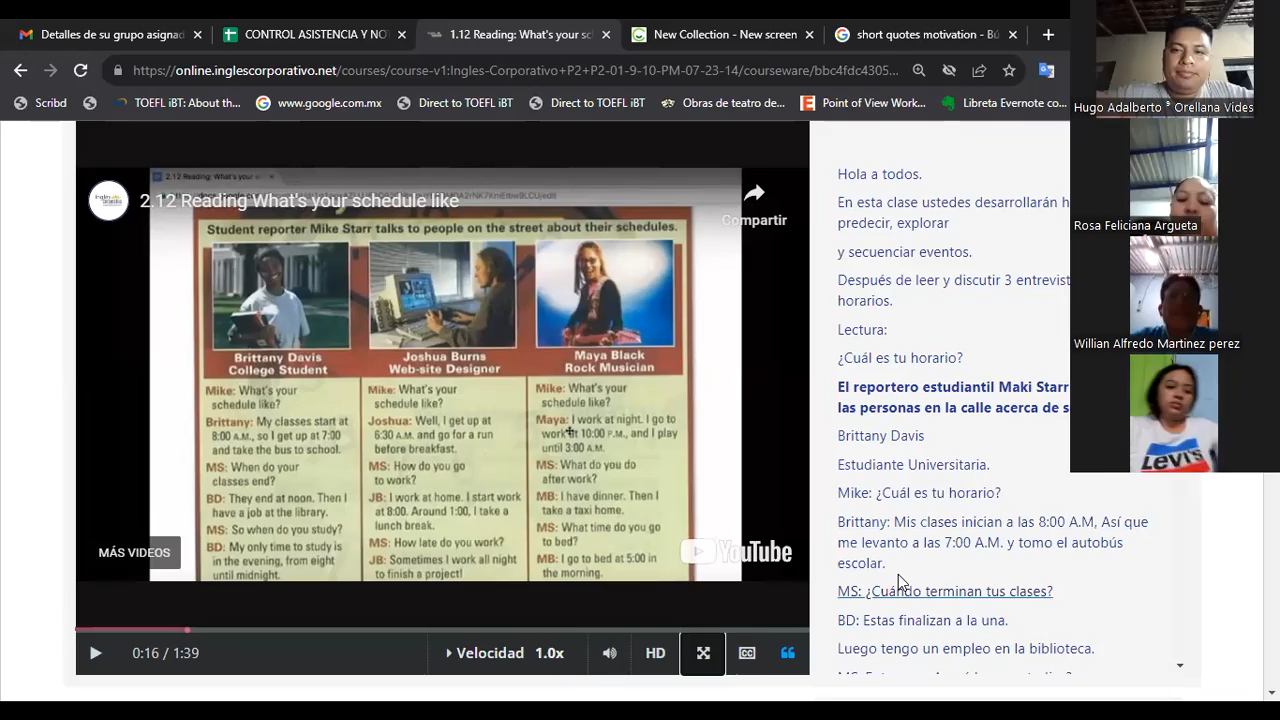 Detalles de su grupo asignad
CONTROL ASISTENCIA Y NO
1.12 Reading: What's your sc
New Collection - New screen
short quotes motivation - Bú
https://online.inglescorporativo.net/courses/course-v1:Ingles-Corpora
+P2+P2-01-9-10-PM-07-23-14/courseware/bbc4fdc4305...
Scribd
TOEFL iBT: About th...
www.google.com.mx
Direct to TOEFL iBT
Direct to TOEFL iBT
Obras de teatro de...
Point of View Work...
Libreta Evernote co...
Hugo Adalberto Orellana Vides
Rosa Feliciana Argueta
Willian Alfredo Martinez perez
LEVI'S
2.12 Reading What's your schedule like
Compartir
Student reporter Mike Starr talks to people on the street about their schedules.
Brittany Davis
College Student
Mike: What's your
schedule like?
Brittany: My classes start at
8:00 A.M., so I get up at 7:00
and take the bus to school.
MS: When do your
classes end?
BD: They end at noon. Then I
have a job at the library.
MS: So when do you study?
BD: My only time to study is
in the evening, from eight
until midnight.
Joshua Burns
Web-site Designer
Mike: What's your
schedule like?
Joshua: Well, I get up at
6:30 A.M. and go for a run
before breakfast.
MS: How do you go
to work?
JB: I work at home. I start work
at 8:00. Around 1:00, I take a
lunch break.
MS: How late do you work?
JB: Sometimes I work all night
to finish a project!
Maya Black
Rock Musician
Mike: What's your
schedule like?
Maya: I work at night. I go to
work at 10:00 P.M., and I play
until 3:00 A.M.
MS: What do you do
after work?
MB: I have dinner. Then I
take a taxi home.
MS: What time do you go
to bed?
MB: I go to bed at 5:00 in
the morning.
MÁS VIDEOS
YouTube
0:16 / 1:39
Velocidad 1.0x
HD
CC
Hola a todos.
En esta clase ustedes desarrollarán h
predecir, explorar
y secuenciar eventos.
Después de leer y discutir 3 entrevist
horarios.
Lectura:
¿Cuál es tu horario?
El reportero estudiantil Maki Starr
las personas en la calle acerca de s
Brittany Davis
Estudiante Universitaria.
Mike: ¿Cuál es tu horario?
Brittany: Mis clases inician a las 8:00 A.M, Así que
me levanto a las 7:00 A.M. y tomo el autobús
escolar.
MS: ¿Cuándo terminan tus clases?
BD: Estas finalizan a la una.
Luego tengo un empleo en la biblioteca.